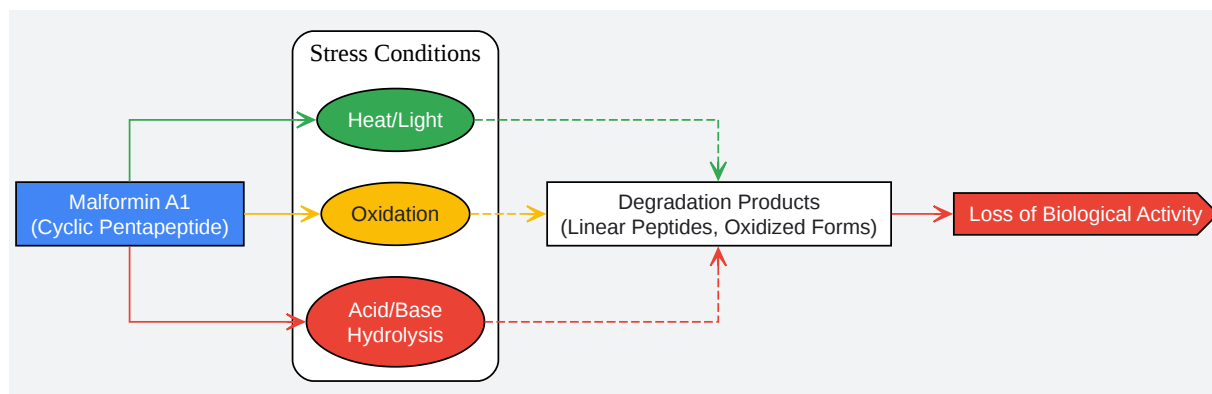 Stress Conditions
Heat/Light
Malformin A1
(Cyclic Pentapeptide)
Oxidation
Degradation Products
(Linear Peptides, Oxidized Forms)
Loss of Biological Activity
Acid/Base
Hydrolysis